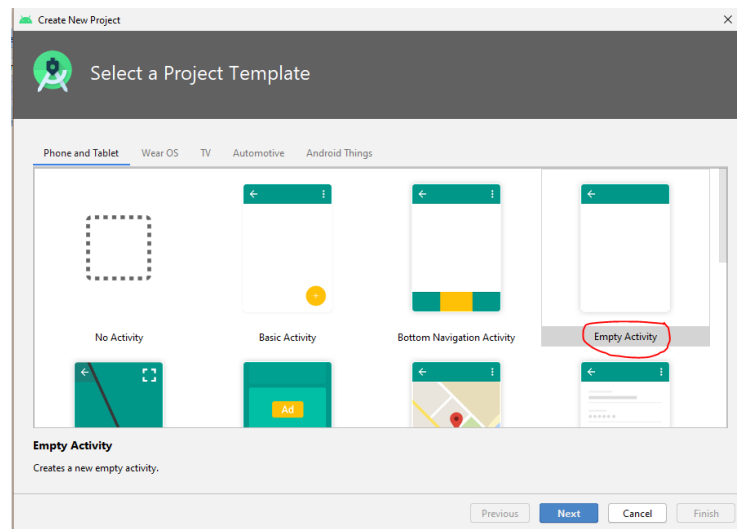 Create New Project
Select a Project Template
Phone and Tablet Wear OS TV Automotive Android Things
No Activity Basic Activity Bottom Navigation Activity Empty Activity
Ad
Empty Activity
Creates a new empty activity.
Previous Next Cancel Finish